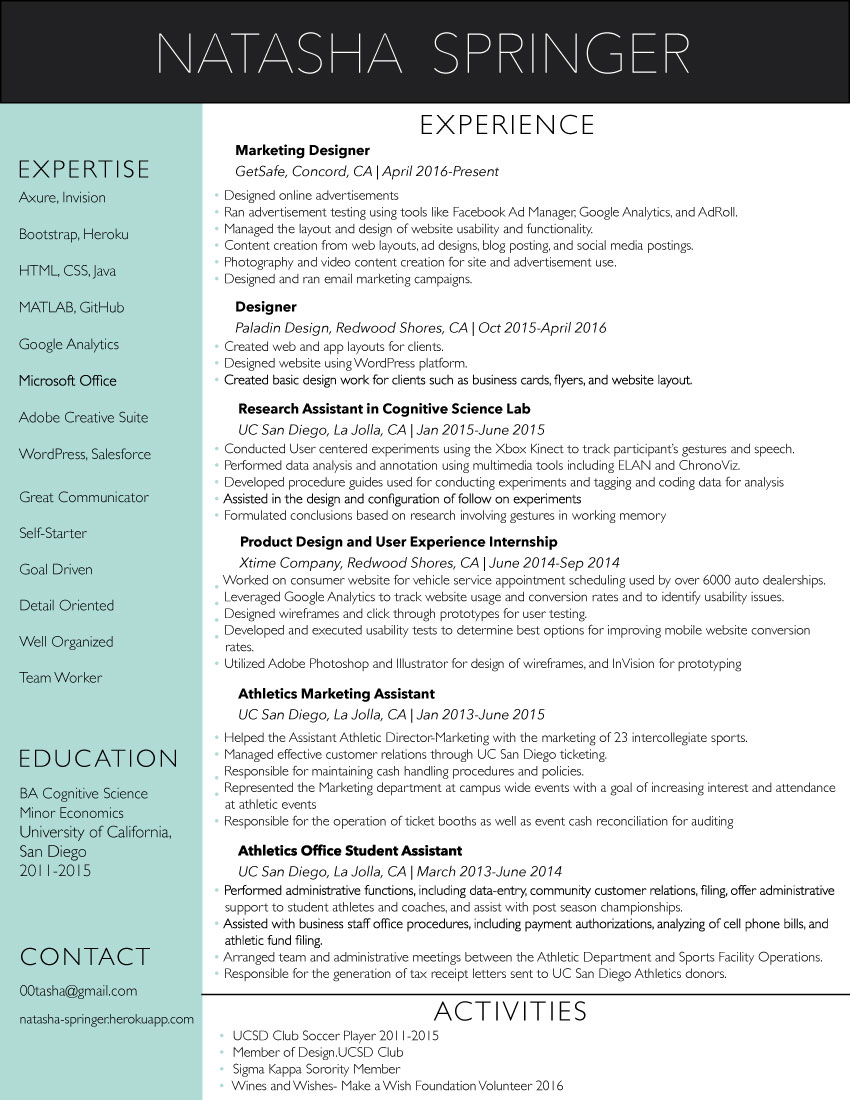 NATASHA SPRINGER
EXPERTISE
Axure, Invision
Bootstrap, Heroku
HTML, CSS, Java
MATLAB, GitHub
Google Analytics
Microsoft Office
Adobe Creative Suite
WordPress, Salesforce
Great Communicator
Self-Starter
Goal Driven
Detail Oriented
Well Organized
Team Worker
EDUCATION
BA Cognitive Science
Minor Economics
University of California,
San Diego
2011-2015
CONTACT
00tasha@gmail.com
natasha-springer.herokuapp.com
EXPERIENCE
Marketing Designer
GetSafe, Concord, CA | April 2016-Present
• Designed online advertisements
• Ran advertisement testing using tools like Facebook Ad Manager, Google Analytics, and AdRoll.
• Managed the layout and design of website usability and functionality.
• Content creation from web layouts, ad designs, blog posting, and social media postings.
• Photography and video content creation for site and advertisement use.
• Designed and ran email marketing campaigns.
Designer
Paladin Design, Redwood Shores, CA | Oct 2015-April 2016
• Created web and app layouts for clients.
• Designed website using WordPress platform.
• Created basic design work for clients such as business cards, flyers, and website layout.
Research Assistant in Cognitive Science Lab
UC San Diego, La Jolla, CA | Jan 2015-June 2015
• Conducted User centered experiments using the Xbox Kinect to track participant's gestures and speech.
• Performed data analysis and annotation using multimedia tools including ELAN and ChronoViz.
• Developed procedure guides used for conducting experiments and tagging and coding data for analysis
• Assisted in the design and configuration of follow on experiments
• Formulated conclusions based on research involving gestures in working memory
Product Design and User Experience Internship
Xtime Company, Redwood Shores, CA | June 2014-Sep 2014
• Worked on consumer website for vehicle service appointment scheduling used by over 6000 auto dealerships.
• Leveraged Google Analytics to track website usage and conversion rates and to identify usability issues.
• Designed wireframes and click through prototypes for user testing.
• Developed and executed usability tests to determine best options for improving mobile website conversion
rates.
• Utilized Adobe Photoshop and Illustrator for design of wireframes, and InVision for prototyping
Athletics Marketing Assistant
UC San Diego, La Jolla, CA | Jan 2013-June 2015
• Helped the Assistant Athletic Director-Marketing with the marketing of 23 intercollegiate sports.
• Managed effective customer relations through UC San Diego ticketing.
• Responsible for maintaining cash handling procedures and policies.
• Represented the Marketing department at campus wide events with a goal of increasing interest and attendance
at athletic events
• Responsible for the operation of ticket booths as well as event cash reconciliation for auditing
Athletics Office Student Assistant
UC San Diego, La Jolla, CA | March 2013-June 2014
• Performed administrative functions, including data-entry, community customer relations, filing, offer administrative
support to student athletes and coaches, and assist with post season championships.
• Assisted with business staff office procedures, including payment authorizations, analyzing of cell phone bills, and
athletic fund filing.
• Arranged team and administrative meetings between the Athletic Department and Sports Facility Operations.
• Responsible for the generation of tax receipt letters sent to UC San Diego Athletics donors.
ACTIVITIES
• UCSD Club Soccer Player 2011-2015
• Member of Design.UCSD Club
• Sigma Kappa Sorority Member
• Wines and Wishes- Make a Wish Foundation Volunteer 2016